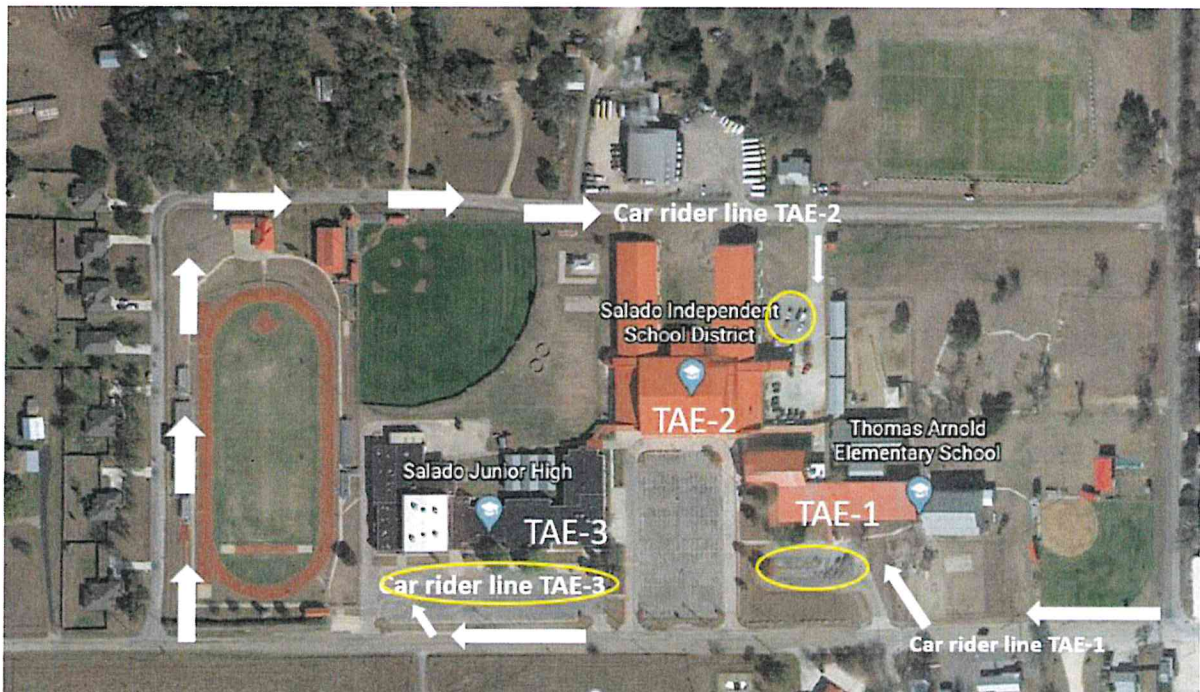 Car rider line TAE-2
Salado Independent
School District
TAE-2
Thomas Arnold
Elementary School
Salado Junior High
TAE-1
TAE-3
Car rider line TAE-3
Car rider line TAE-1